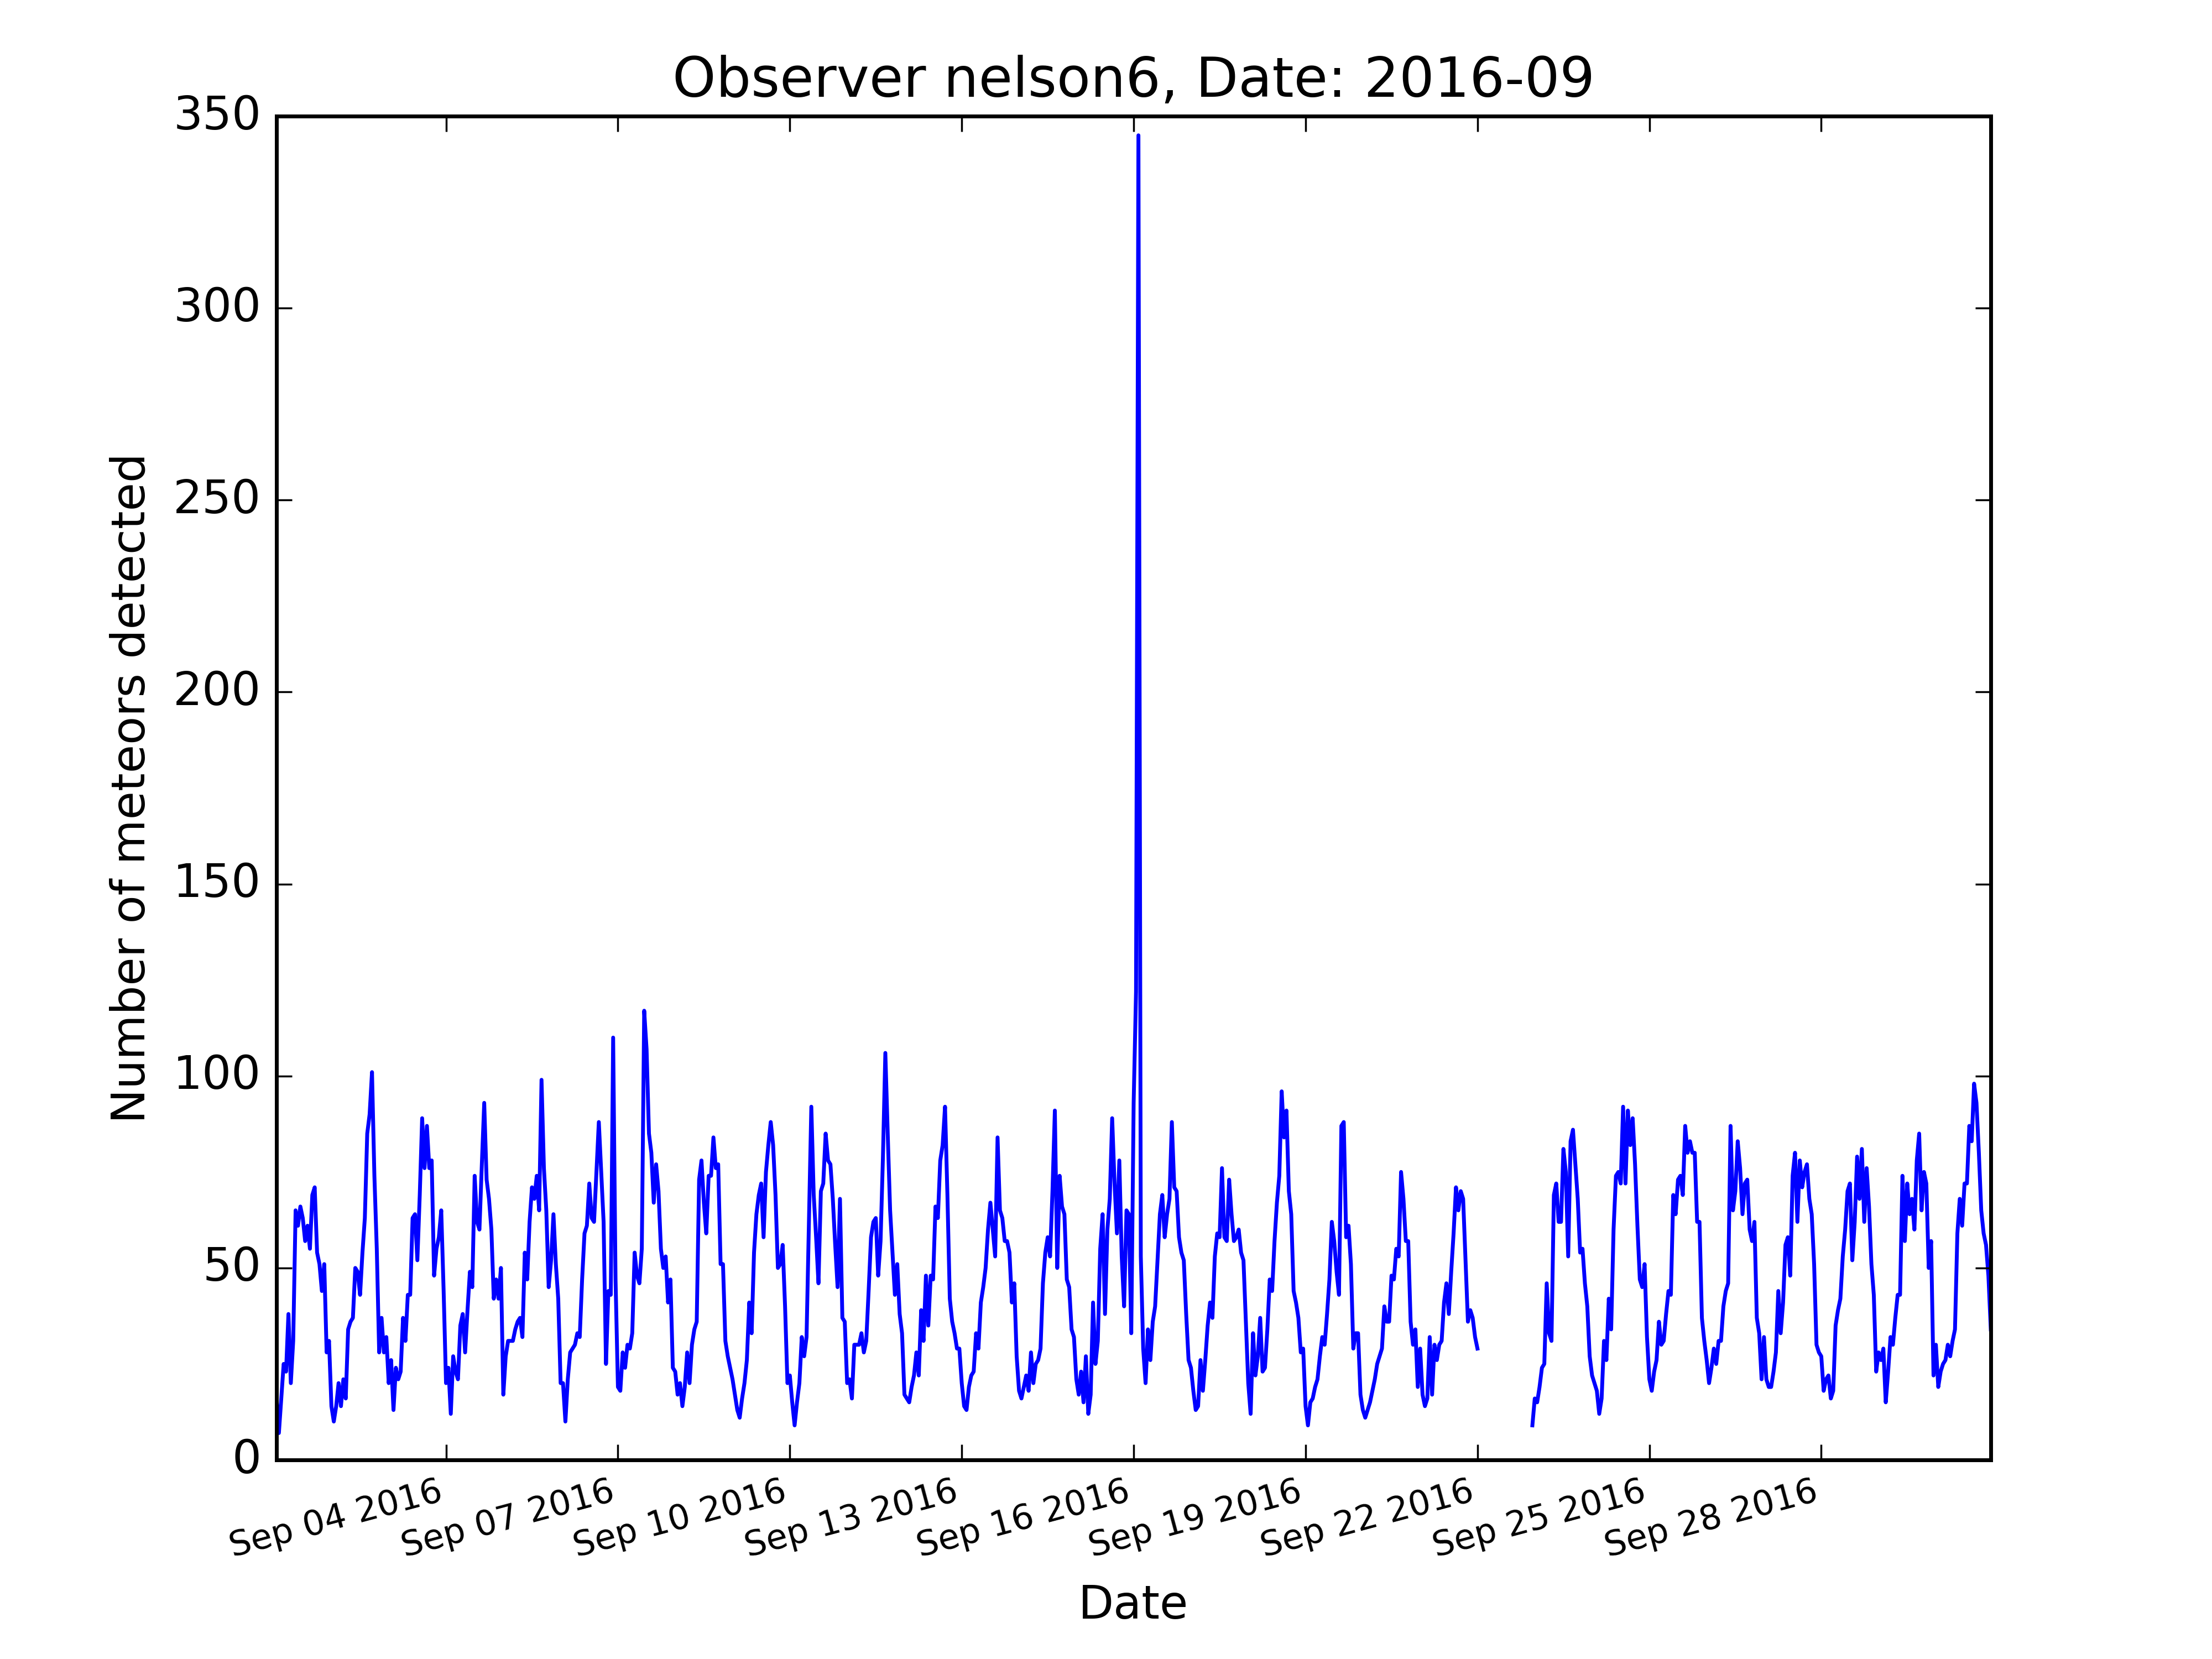 Observer nelson6, Date: 2016-09
Number of meteors detected
350
300
250
200
150
100
50
0
Sep 04 2016
Sep 07 2016
Sep 10 2016
Sep 13 2016
Sep 16 2016
Sep 19 2016
Sep 22 2016
Sep 25 2016
Sep 28 2016
Date